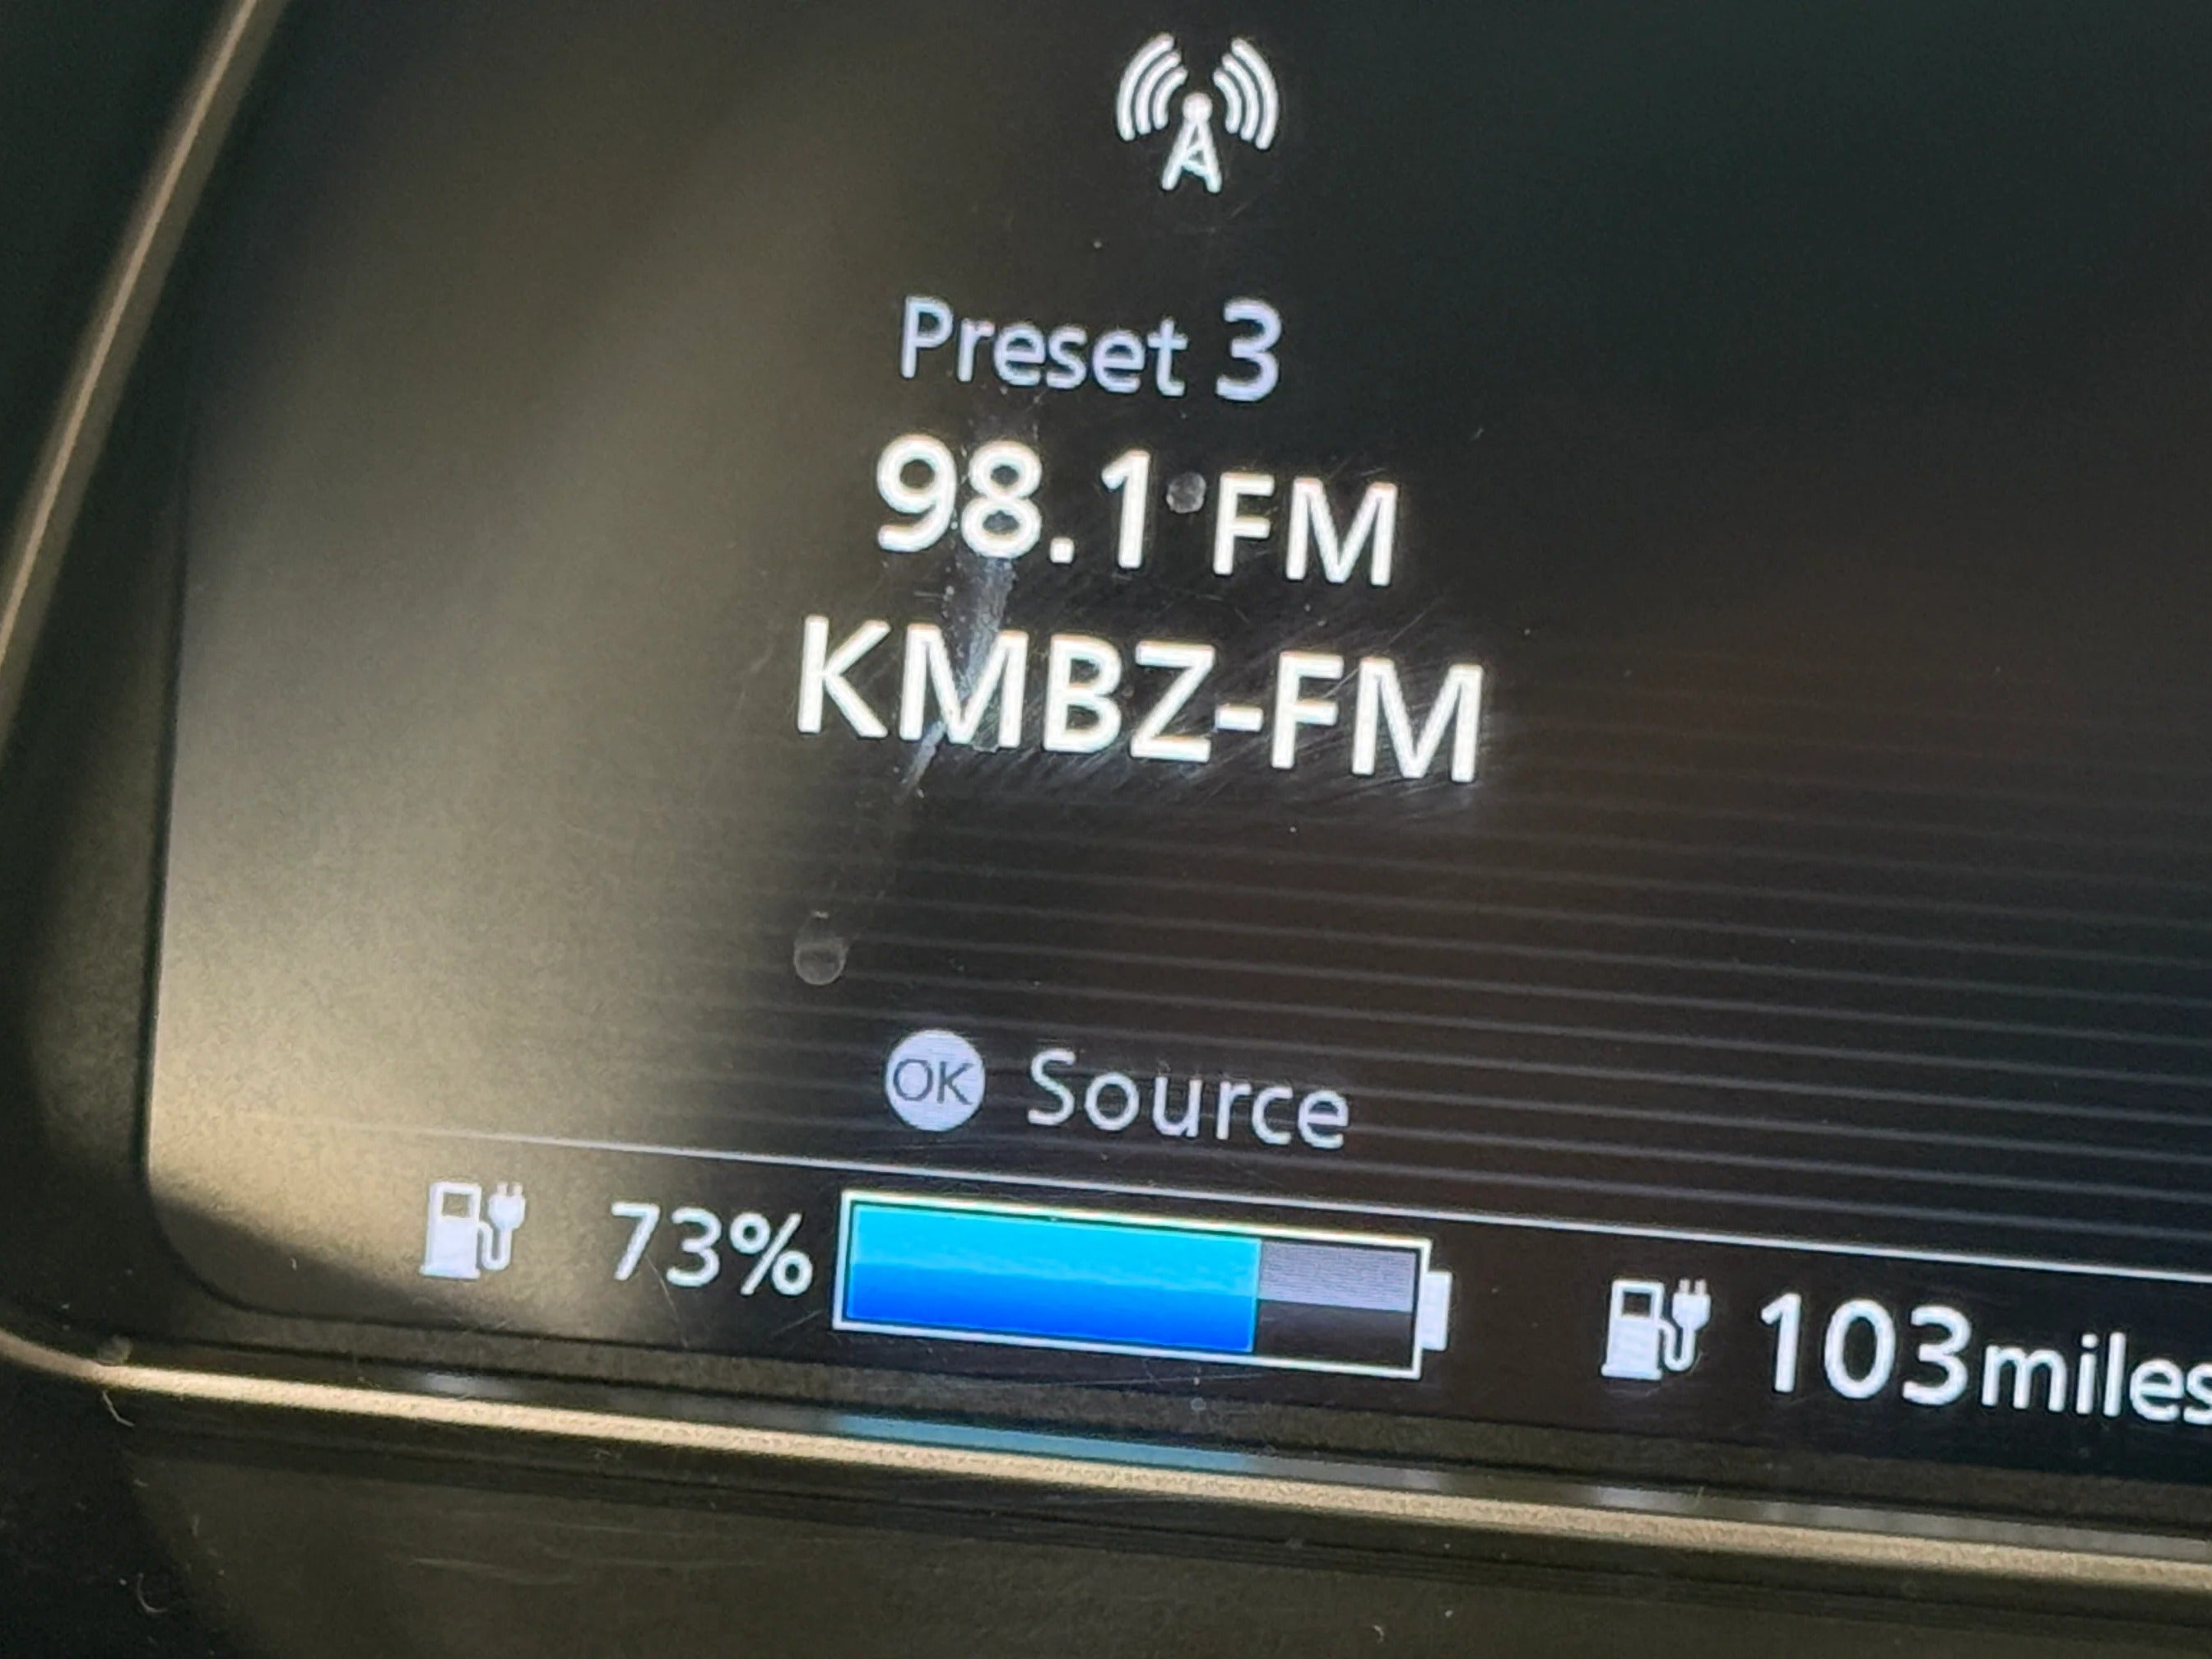 Preset 3
98.1 FM
KMBZ-FM
OK Source
73% 103miles